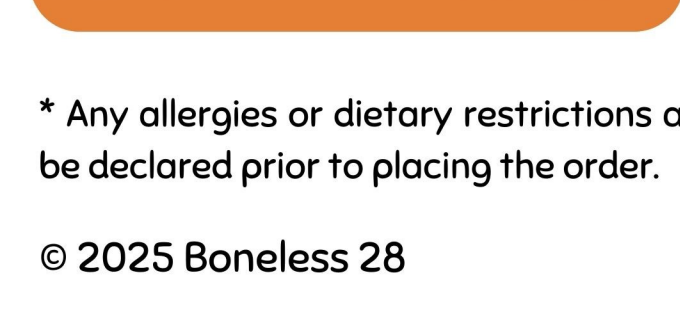 * Any allergies or dietary restrictions
be declared prior to placing the order.
© 2025 Boneless 28